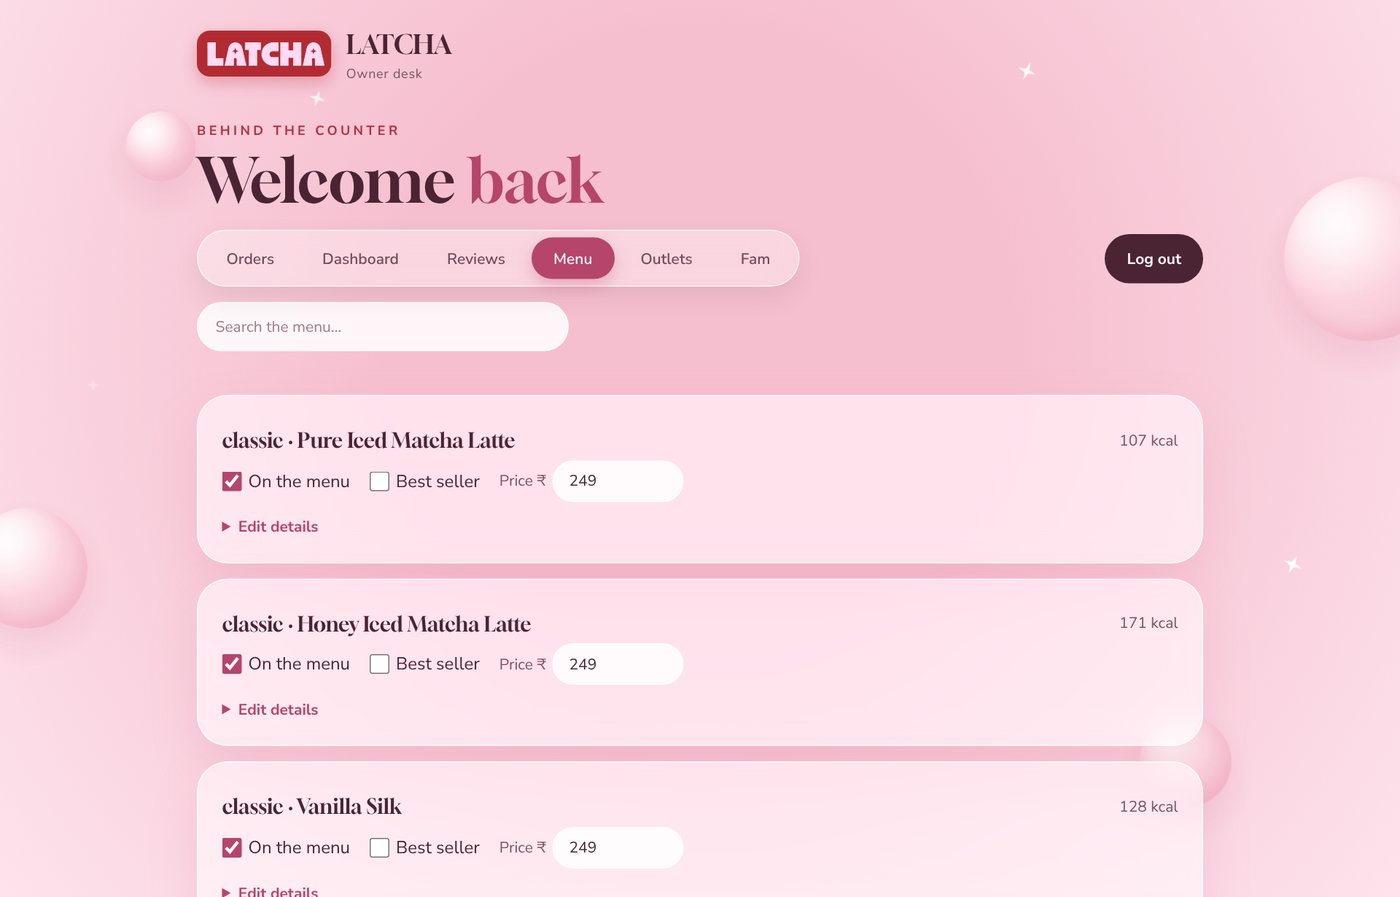 LATCHA
LATCHA
Owner desk
BEHIND THE COUNTER
Welcome back
Orders Dashboard Reviews Menu Outlets Fam Log out
Search the menu...
classic · Pure Iced Matcha Latte 107 kcal
On the menu Best seller Price ₹ 249
Edit details
classic · Honey Iced Matcha Latte 171 kcal
On the menu Best seller Price ₹ 249
Edit details
classic · Vanilla Silk 128 kcal
On the menu Best seller Price ₹ 249
Edit details